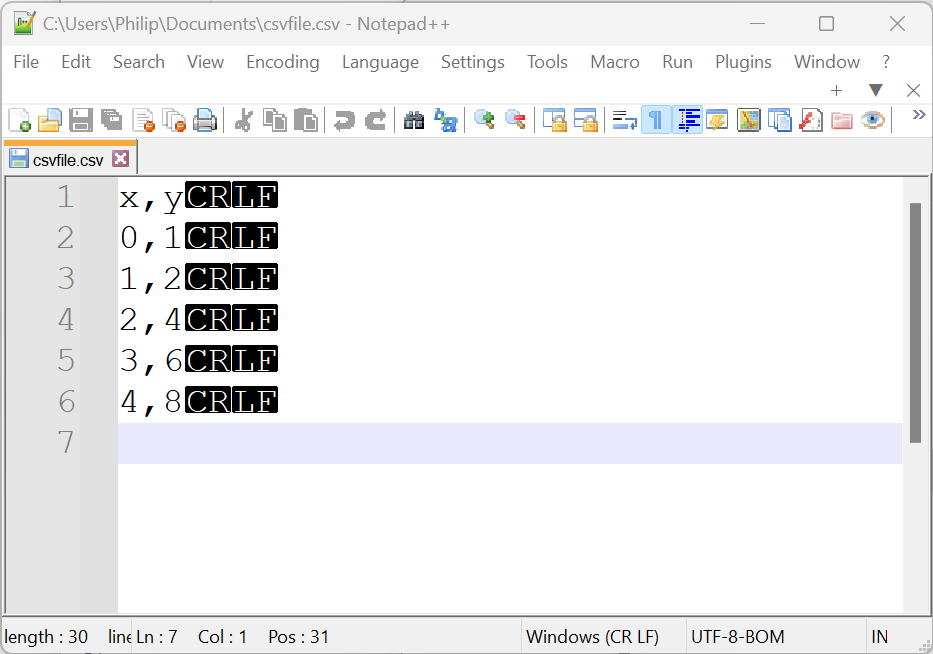 C:\Users\Philip\Documents\csvfile.csv - Notepad++
File Edit Search View Encoding Language Settings Tools Macro Run Plugins Window ?
csvfile.csv
1 x,yCRLF
2 0,1CRLF
3 1,2CRLF
4 2,4CRLF
5 3,6CRLF
6 4,8CRLF
7
length : 30 line Ln : 7 Col : 1 Pos : 31 Windows (CR LF) UTF-8-BOM IN